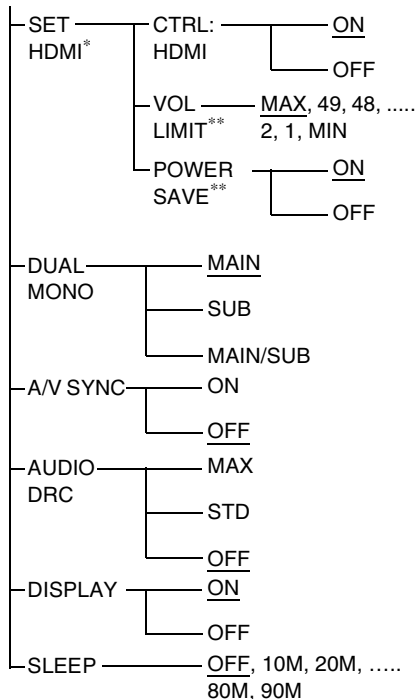 SET
HDMI*
CTRL:
HDMI
ON
OFF
VOL
LIMIT**
MAX, 49, 48, .....
2, 1, MIN
POWER
SAVE**
ON
OFF
DUAL
MONO
MAIN
SUB
MAIN/SUB
A/V SYNC
ON
OFF
AUDIO
DRC
MAX
STD
OFF
DISPLAY
ON
OFF
SLEEP
OFF, 10M, 20M, .....
80M, 90M